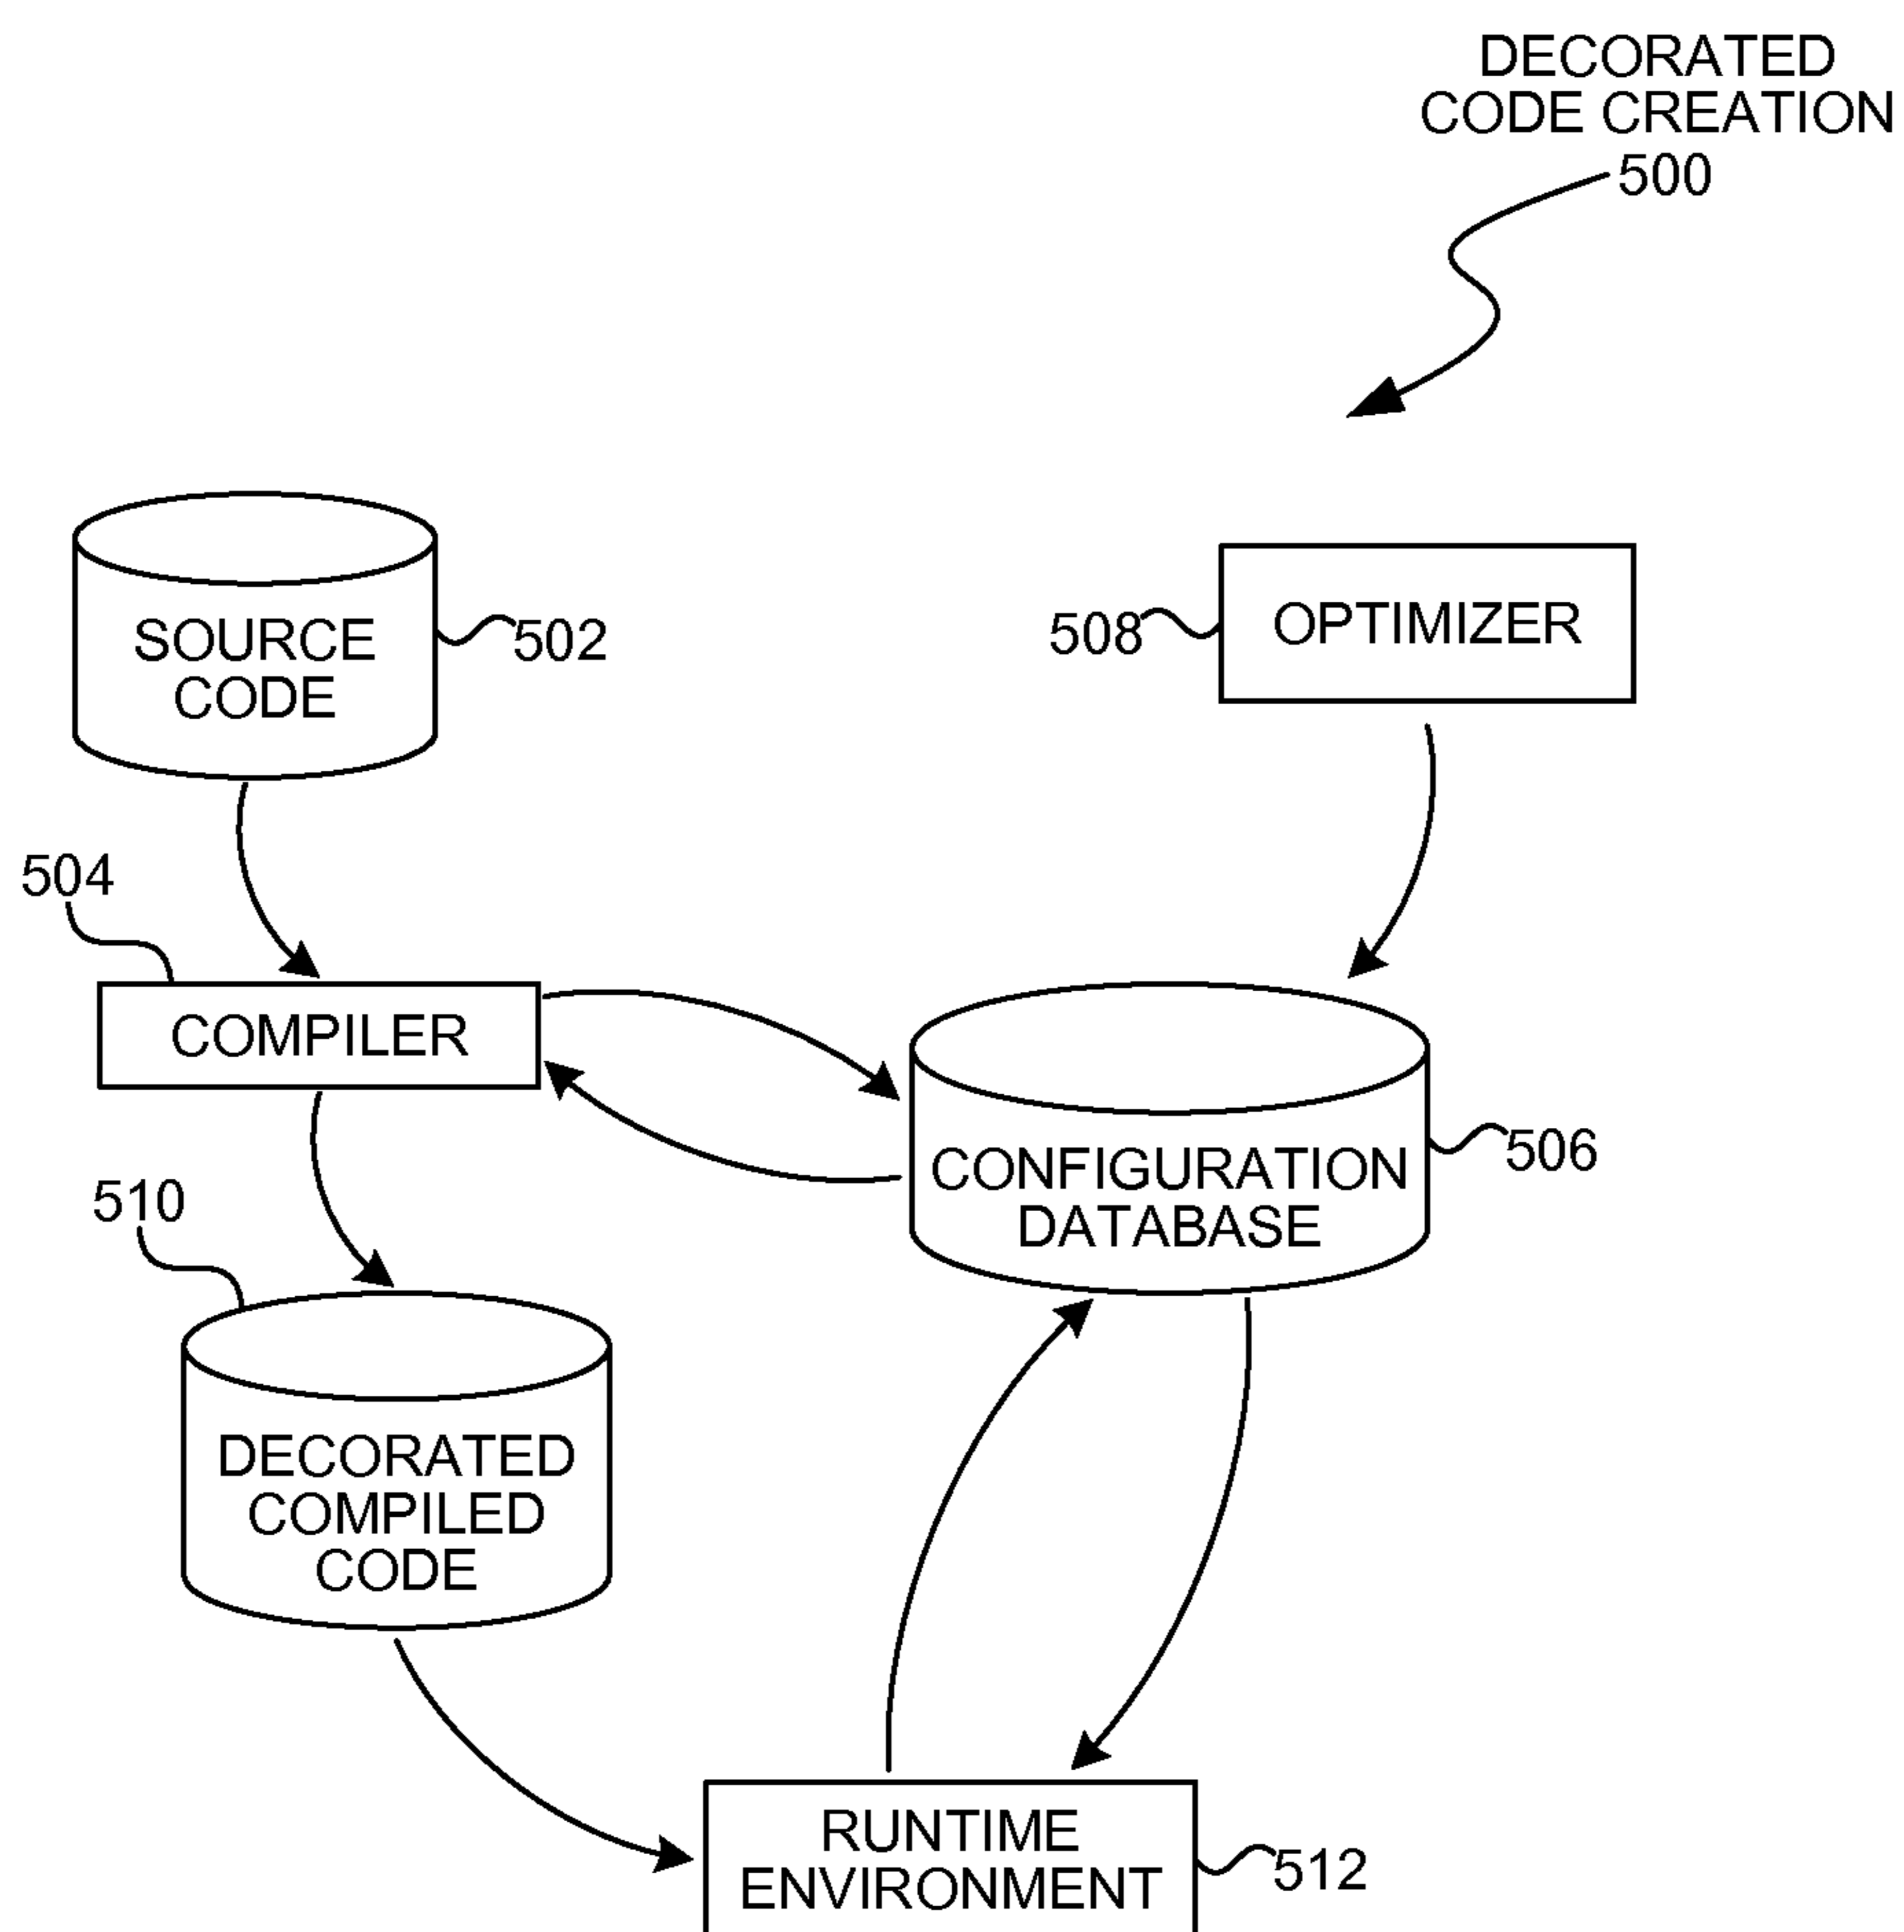 DECORATED
CODE CREATION
500
SOURCE
CODE
502
508
OPTIMIZER
504
COMPILER
CONFIGURATION
DATABASE
506
510
DECORATED
COMPILED
CODE
RUNTIME
ENVIRONMENT
512